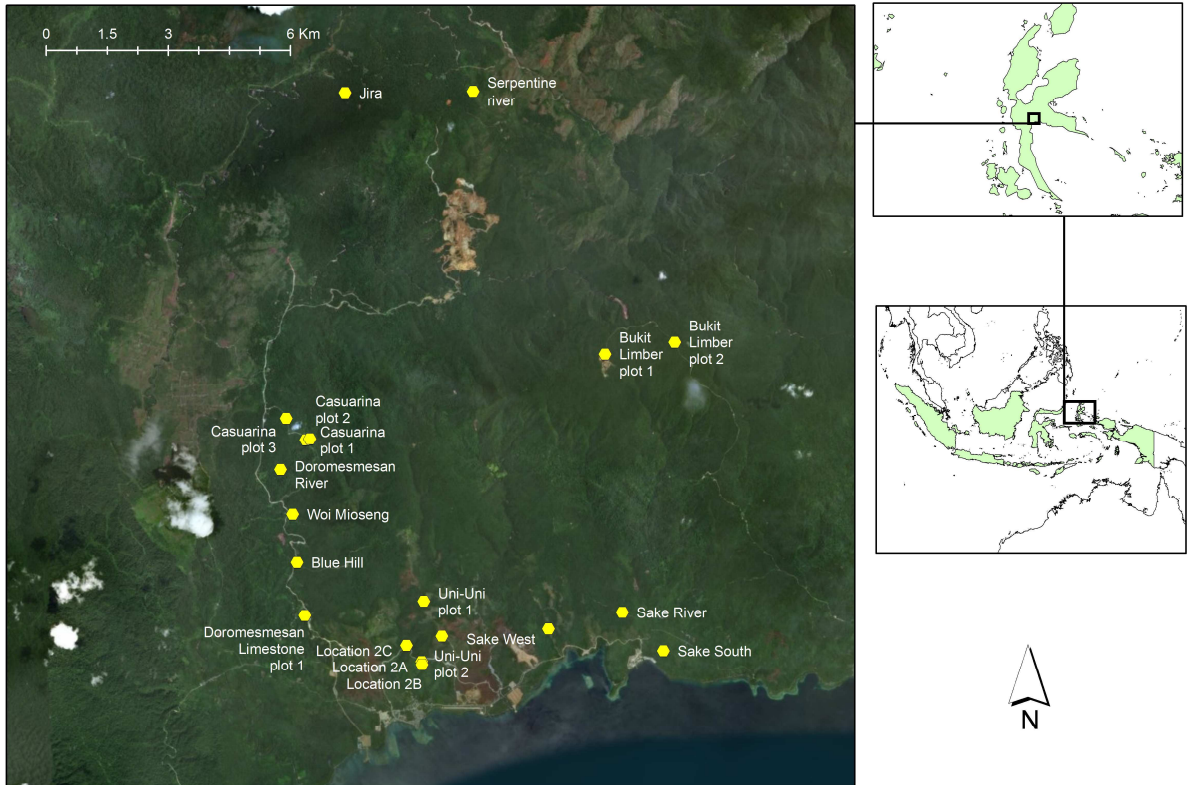 0 1.5 3 6 Km
Jira
Serpentine
river
Bukit
Limber
plot 1
Bukit
Limber
plot 2
Casuarina
plot 2
Casuarina
plot 3
Casuarina
plot 1
Doromesmesan
River
Woi Mioseng
Blue Hill
Uni-Uni
plot 1
Doromesmesan
Limestone
plot 1
Location 2C
Location 2A
Location 2B
Uni-Uni
plot 2
Sake West
Sake River
Sake South
N